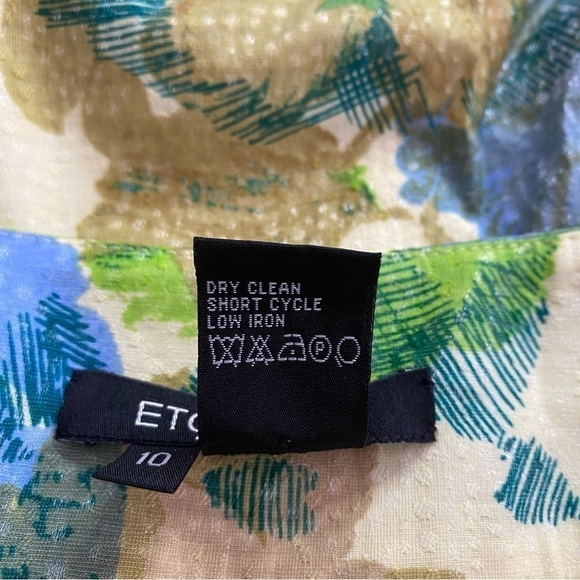 DRY CLEAN
SHORT CYCLE
LOW IRON
P
10